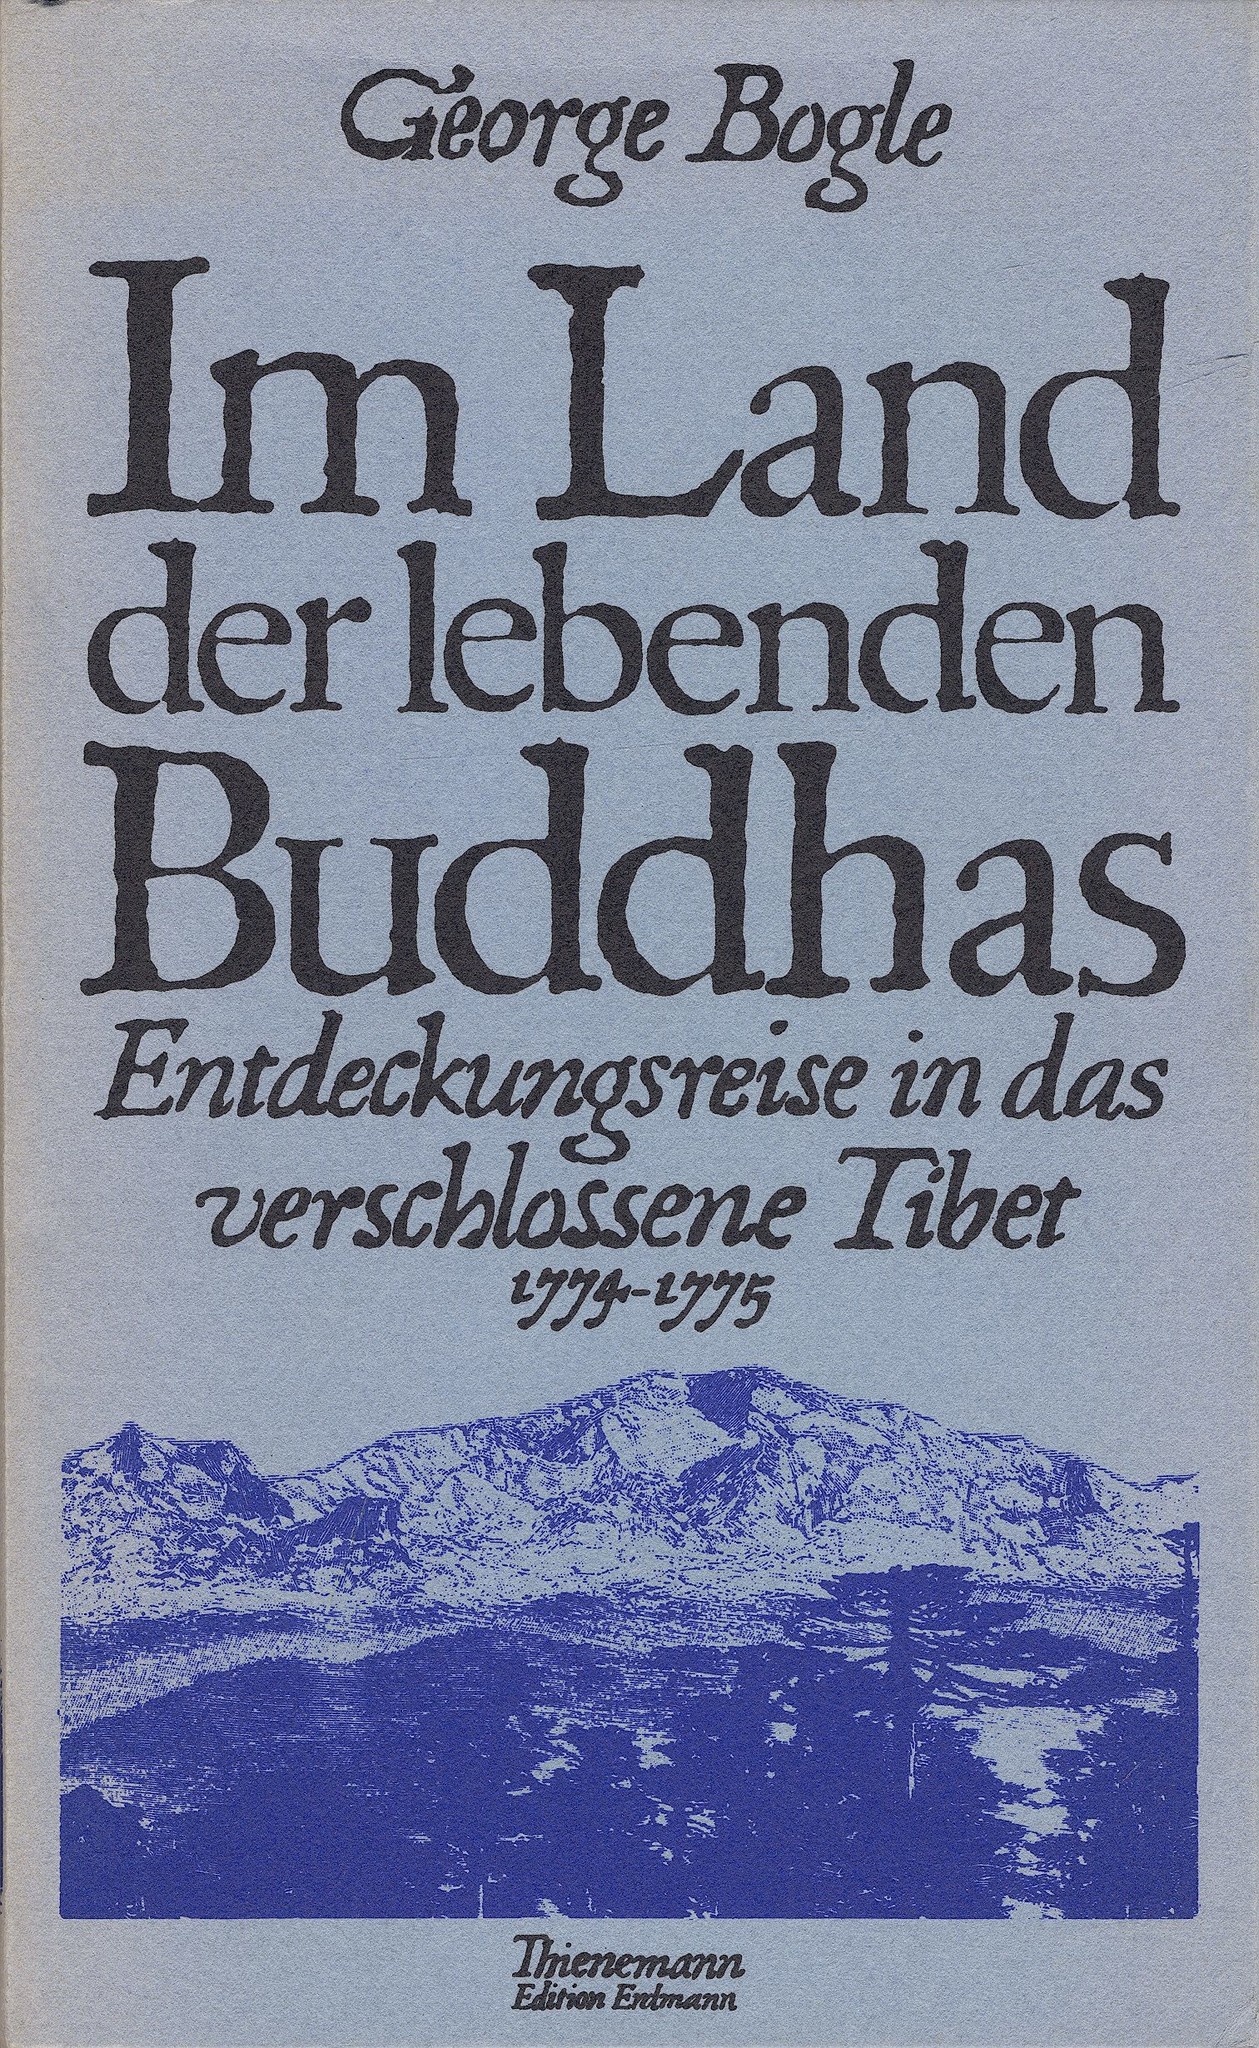 George Bogle
Im Land
der lebenden
Buddhas
Entdeckungsreise in das
verschlossene Tibet
1774-1775
Thienemann
Edition Erdmann